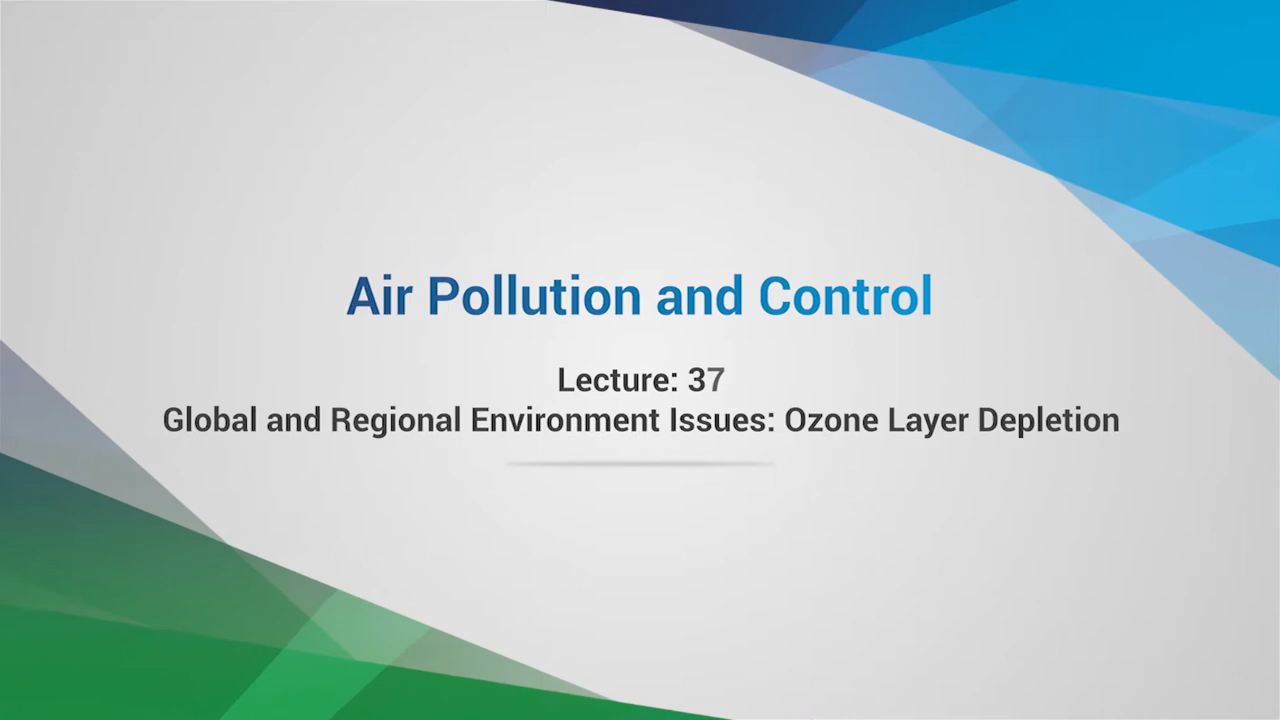 Air Pollution and Control
Lecture: 37
Global and Regional Environment Issues: Ozone Layer Depletion